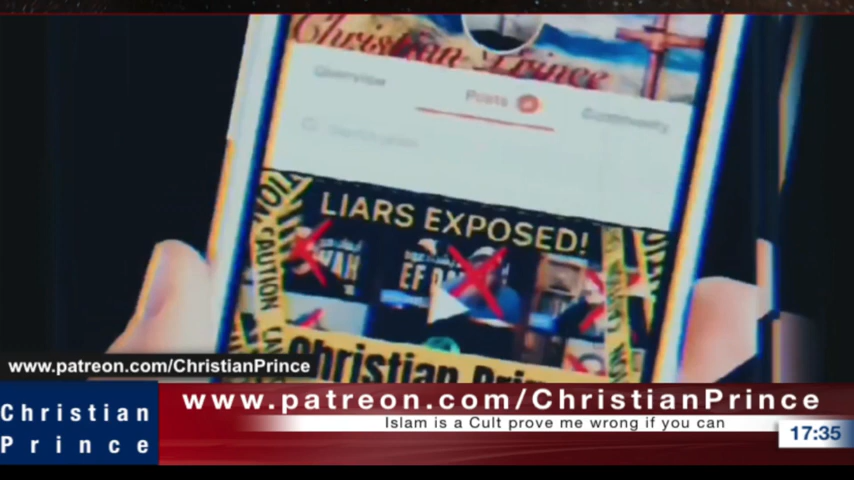 Christian Prince
Overview
Posts
Community
LIARS EXPOSED!
CAUTION
www.patreon.com/ChristianPrince
Christian
Prince
www.patreon.com/ChristianPrince
Islam is a Cult prove me wrong if you can
17:35